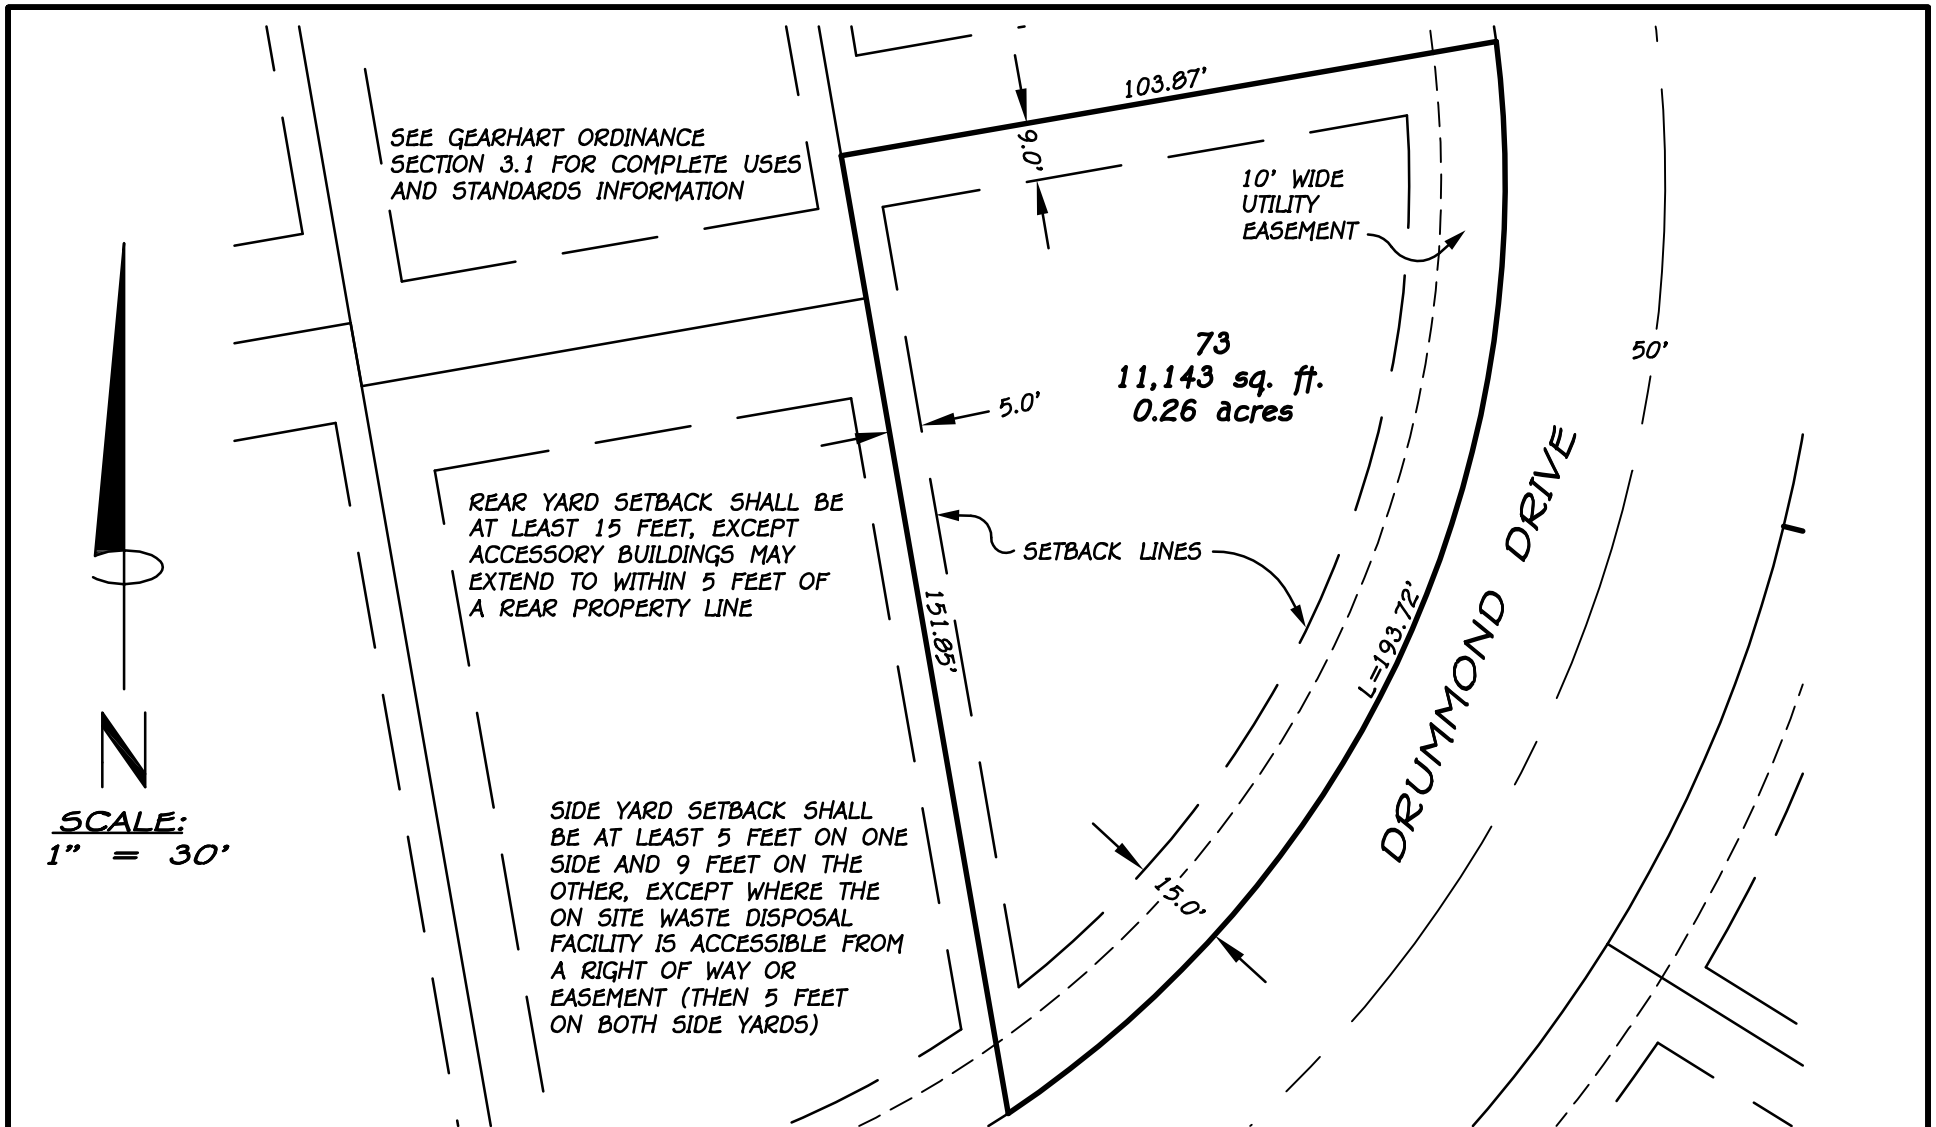 103.87'
SEE GEARHART ORDINANCE
SECTION 3.1 FOR COMPLETE USES
AND STANDARDS INFORMATION
9.0'
10' WIDE
UTILITY
EASEMENT
73
11,143 sq. ft.
0.26 acres
50'
5.0'
REAR YARD SETBACK SHALL BE
AT LEAST 15 FEET, EXCEPT
ACCESSORY BUILDINGS MAY
EXTEND TO WITHIN 5 FEET OF
A REAR PROPERTY LINE
SETBACK LINES
151.85'
L=193.72'
DRUMMOND DRIVE
N
SCALE:
1" = 30'
SIDE YARD SETBACK SHALL
BE AT LEAST 5 FEET ON ONE
SIDE AND 9 FEET ON THE
OTHER, EXCEPT WHERE THE
ON SITE WASTE DISPOSAL
FACILITY IS ACCESSIBLE FROM
A RIGHT OF WAY OR
EASEMENT (THEN 5 FEET
ON BOTH SIDE YARDS)
15.0'